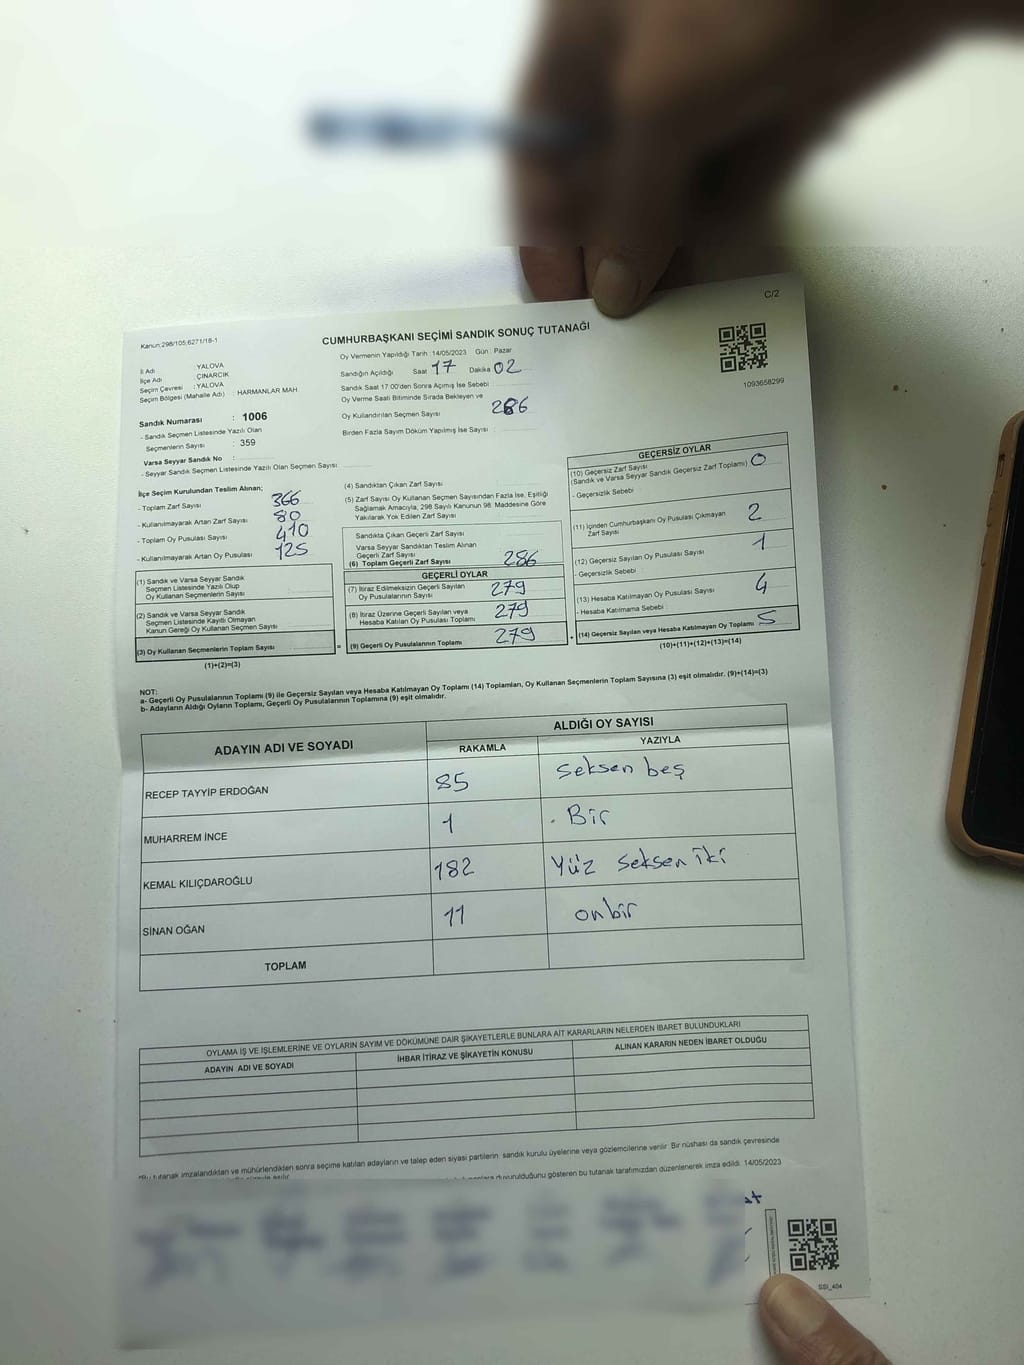 C/2
Kanun;298/105;6271/18-1
CUMHURBAŞKANI SEÇİMİ SANDIK SONUÇ TUTANAĞI
1093658299
İl Adı : YALOVA
İlçe Adı : ÇINARCIK
Seçim Çevresi : YALOVA
Seçim Bölgesi (Mahalle Adı) : HARMANLAR MAH.
Sandık Numarası : 1006
- Sandık Seçmen Listesinde Yazılı Olan
Seçmenlerin Sayısı : 359
Varsa Seyyar Sandık No :
- Seyyar Sandık Seçmen Listesinde Yazılı Olan Seçmen Sayısı:
Oy Vermenin Yapıldığı Tarih :14/05/2023 Gün : Pazar
Sandığın Açıldığı Saat 17 Dakika 02
Sandık Saat 17:00'den Sonra Açımış İse Sebebi :
Oy Verme Saati Bitiminde Sırada Bekleyen ve
Oy Kullandırılan Seçmen Sayısı 286
Birden Fazla Sayım Döküm Yapılmış İse Sayısı :
İlçe Seçim Kurulundan Teslim Alınan;
- Toplam Zarf Sayısı 366
- Kullanılmayarak Artan Zarf Sayısı 80
- Toplam Oy Pusulası Sayısı 410
- Kullanılmayarak Artan Oy Pusulası 125
(1) Sandık ve Varsa Seyyar Sandık
Seçmen Listesinde Yazılı Olup
Oy Kullanan Seçmen Sayısı
(2) Sandık ve Varsa Seyyar Sandık
Seçmen Listesinde Kayıtlı Olmayan
Kanun Gereği Oy Kullanan Seçmen Sayısı
(3) Oy Kullanan Seçmenlerin Toplam Sayısı
(1)+(2)=(3)
(4) Sandıktan Çıkan Zarf Sayısı
(5) Zarf Sayısı Oy Kullanan Seçmen Sayısından Fazla İse, Eşitliği
Sağlamak Amacıyla, 298 Sayılı Kanunun 98. Maddesine Göre
Yakılarak Yok Edilen Zarf Sayısı
Sandıkta Çıkan Geçerli Zarf Sayısı
Varsa Seyyar Sandıktan Teslim Alınan
Geçerli Zarf Sayısı
(6) Toplam Geçerli Zarf Sayısı 286
GEÇERLİ OYLAR
(7) İtiraz Edilmeksizin Geçerli Sayılan
Oy Pusulalarının Sayısı 279
(8) İtiraz Üzerine Geçerli Sayılan veya
Hesaba Katılan Oy Pusulası Toplamı 279
= (9) Geçerli Oy Pusulalarının Toplamı 279
GEÇERSİZ OYLAR
(10) Geçersiz Zarf Sayısı
(Sandık ve Varsa Seyyar Sandık Geçersiz Zarf Toplamı) 0
- Geçersizlik Sebebi
(11) İçinden Cumhurbaşkanı Oy Pusulası Çıkmayan
Zarf Sayısı 2
(12) Geçersiz Sayılan Oy Pusulası Sayısı 1
- Geçersizlik Sebebi
(13) Hesaba Katılmayan Oy Pusulası Sayısı 4
- Hesaba Katılmama Sebebi :
+ (14) Geçersiz Sayılan veya Hesaba Katılmayan Oy Toplamı 5
(10)+(11)+(12)+(13)=(14)
NOT:
a- Geçerli Oy Pusulalarının Toplamı (9) ile Geçersiz Sayılan veya Hesaba Katılmayan Oy Toplamı (14) Toplamları, Oy Kullanan Seçmenlerin Toplam Sayısına (3) eşit olmalıdır. (9)+(14)=(3)
b- Adayların Aldığı Oyların Toplamı, Geçerli Oy Pusulalarının Toplamına (9) eşit olmalıdır.
ADAYIN ADI VE SOYADI
ALDIĞI OY SAYISI
RAKAMLA YAZIYLA
RECEP TAYYİP ERDOĞAN 85 Seksen beş
MUHARREM İNCE 1 Bir
KEMAL KILIÇDAROĞLU 182 Yüz seksen iki
SİNAN OĞAN 11 onbir
TOPLAM
OYLAMA İŞ VE İŞLEMLERİNE VE OYLARIN SAYIM VE DÖKÜMÜNE DAİR ŞİKAYETLERLE BUNLARA AİT KARARLARIN NELERDEN İBARET BULUNDUKLARI
ADAYIN ADI VE SOYADI İHBAR İTİRAZ VE ŞİKAYETİN KONUSU ALINAN KARARIN NEDEN İBARET OLDUĞU
*Bu tutanak imzalandıktan ve mühürlendikten sonra seçime katılan adayların ve talep eden siyasi partilerin sandık kurulu üyelerine veya gözlemcilerine verilir. Bir nüshası da sandık çevresinde
duyurulduğunu gösteren bu tutanak tarafımızdan düzenlenerek imza edildi. 14/05/2023
SSI_404